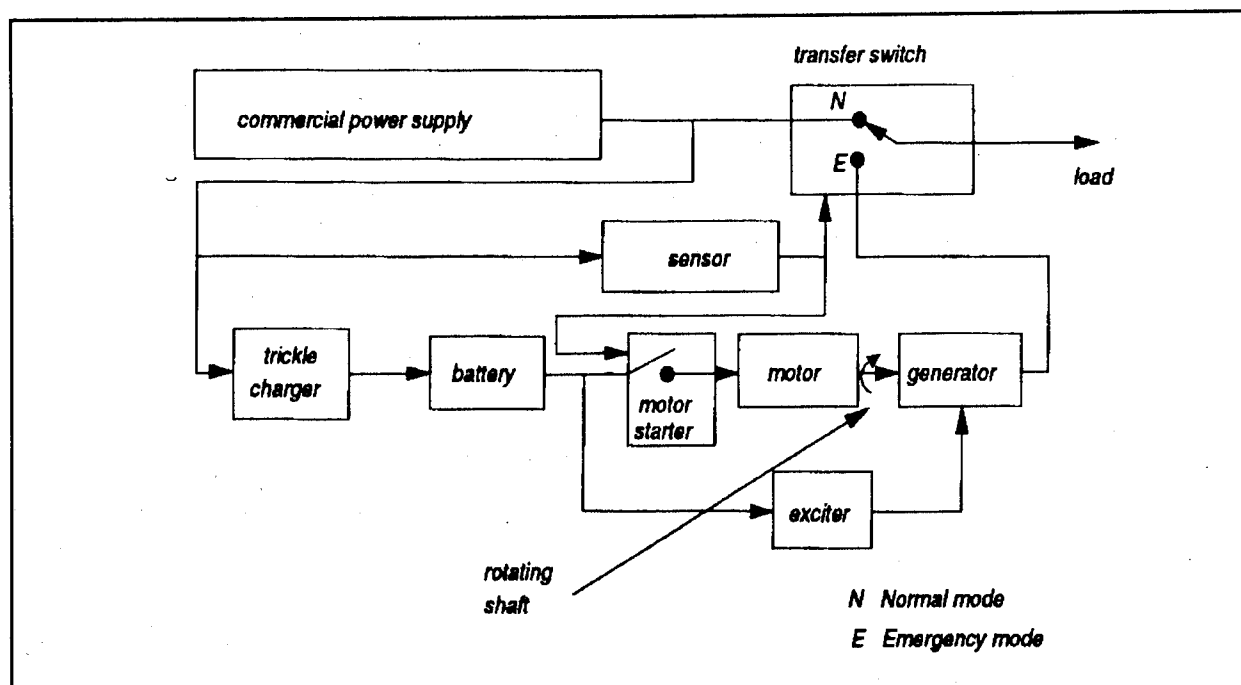 transfer switch
commercial power supply
N
E
load
sensor
trickle
charger
battery
motor
starter
motor
generator
exciter
rotating
shaft
N Normal mode
E Emergency mode